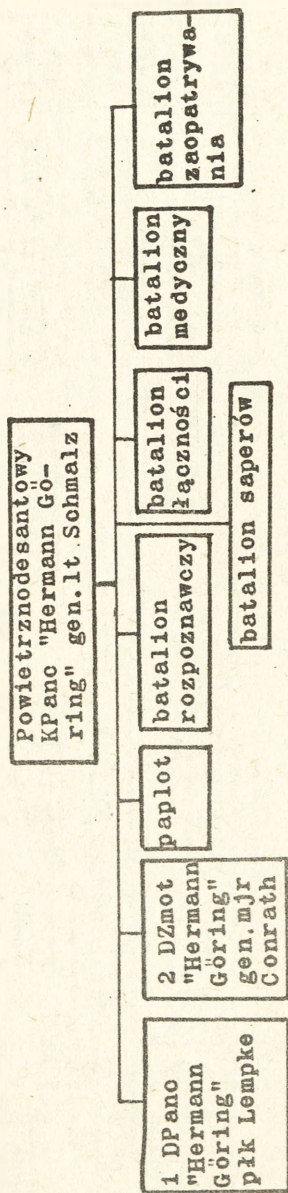 Powietrznodesantowy
KPanc "Hermann Gö-
ring" gen.lt.Schmalz
1 DPanc
"Hermann
Göring"
płk Lempke
2 DZmot
"Hermann
Göring"
gen.mjr
Conrath
paplot
batalion
rozpoznawczy
batalion
łączności
batalion
medyczny
batalion
zaopatrywa-
nia
batalion saperów